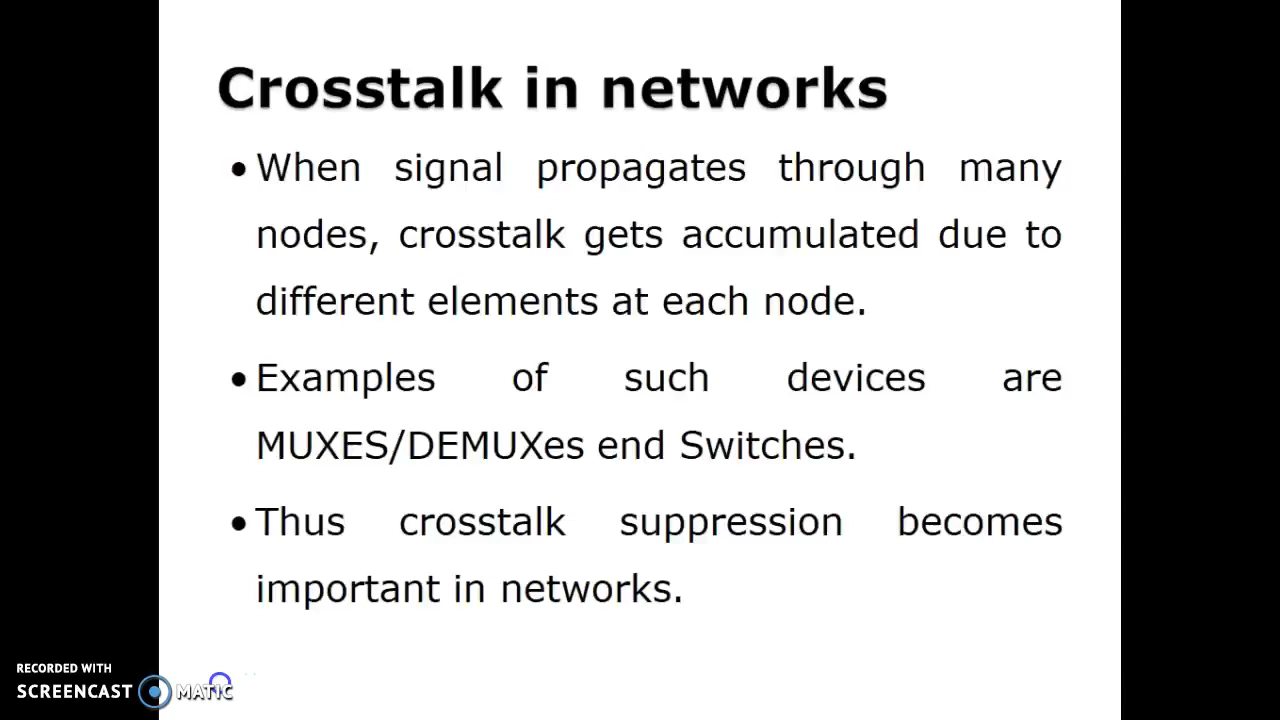 Crosstalk in networks
•When signal propagates through many
nodes, crosstalk gets accumulated due to
different elements at each node.
•Examples of such devices are
MUXES/DEMUXes end Switches.
•Thus crosstalk suppression becomes
important in networks.
RECORDED WITH
SCREENCAST MATIC